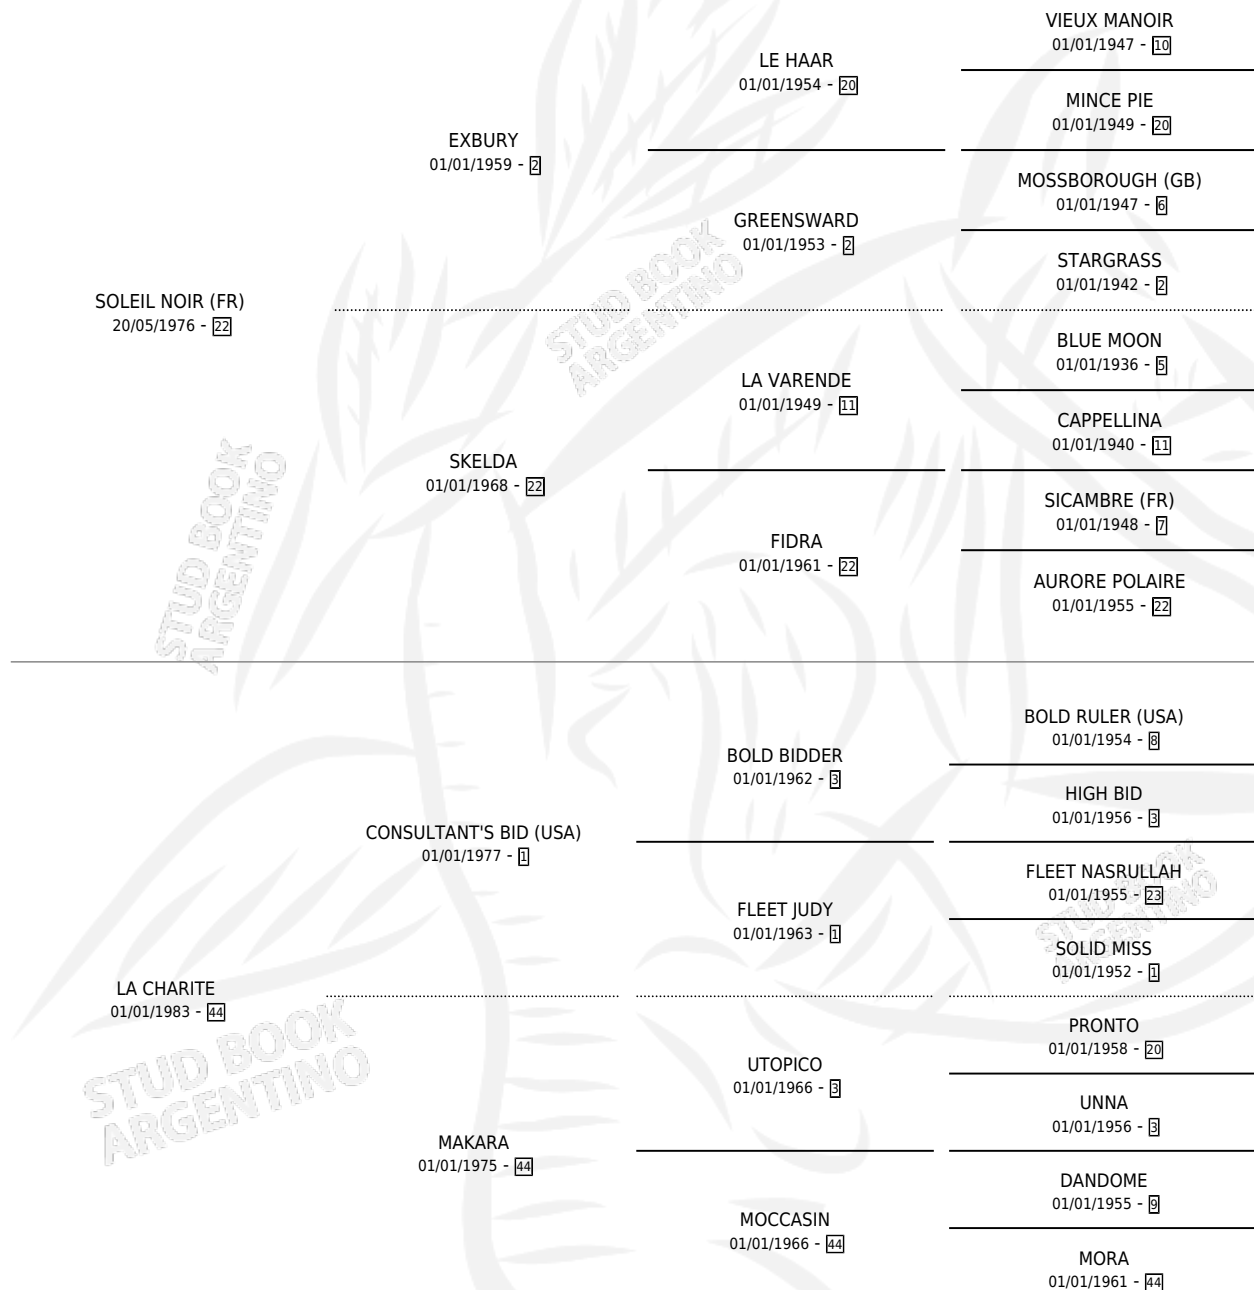 VIEUX MANOIR
01/01/1947 - 10
LE HAAR
01/01/1954 - 20
MINCE PIE
01/01/1949 - 20
EXBURY
01/01/1959 - 2
MOSSBOROUGH (GB)
01/01/1947 - 6
GREENSWARD
01/01/1953 - 2
STARGRASS
01/01/1942 - 2
SOLEIL NOIR (FR)
20/05/1976 - 22
STUD BOOK
ARGENTINO
BLUE MOON
01/01/1936 - 5
LA VARENDE
01/01/1949 - 11
CAPPELLINA
01/01/1940 - 11
SKELDA
01/01/1968 - 22
SICAMBRE (FR)
01/01/1948 - 7
FIDRA
01/01/1961 - 22
AURORE POLAIRE
01/01/1955 - 22
STUD BOOK
ARGENTINO
BOLD RULER (USA)
01/01/1954 - 8
BOLD BIDDER
01/01/1962 - 3
HIGH BID
01/01/1956 - 3
CONSULTANT'S BID (USA)
01/01/1977 - 1
FLEET NASRULLAH
01/01/1955 - 23
STUD BOOK
ARGENTINO
FLEET JUDY
01/01/1963 - 1
SOLID MISS
01/01/1952 - 1
LA CHARITE
01/01/1983 - 44
STUD BOOK
ARGENTINO
PRONTO
01/01/1958 - 20
UTOPICO
01/01/1966 - 3
UNNA
01/01/1956 - 3
MAKARA
01/01/1975 - 44
DANDOME
01/01/1955 - 9
MOCCASIN
01/01/1966 - 44
MORA
01/01/1961 - 44